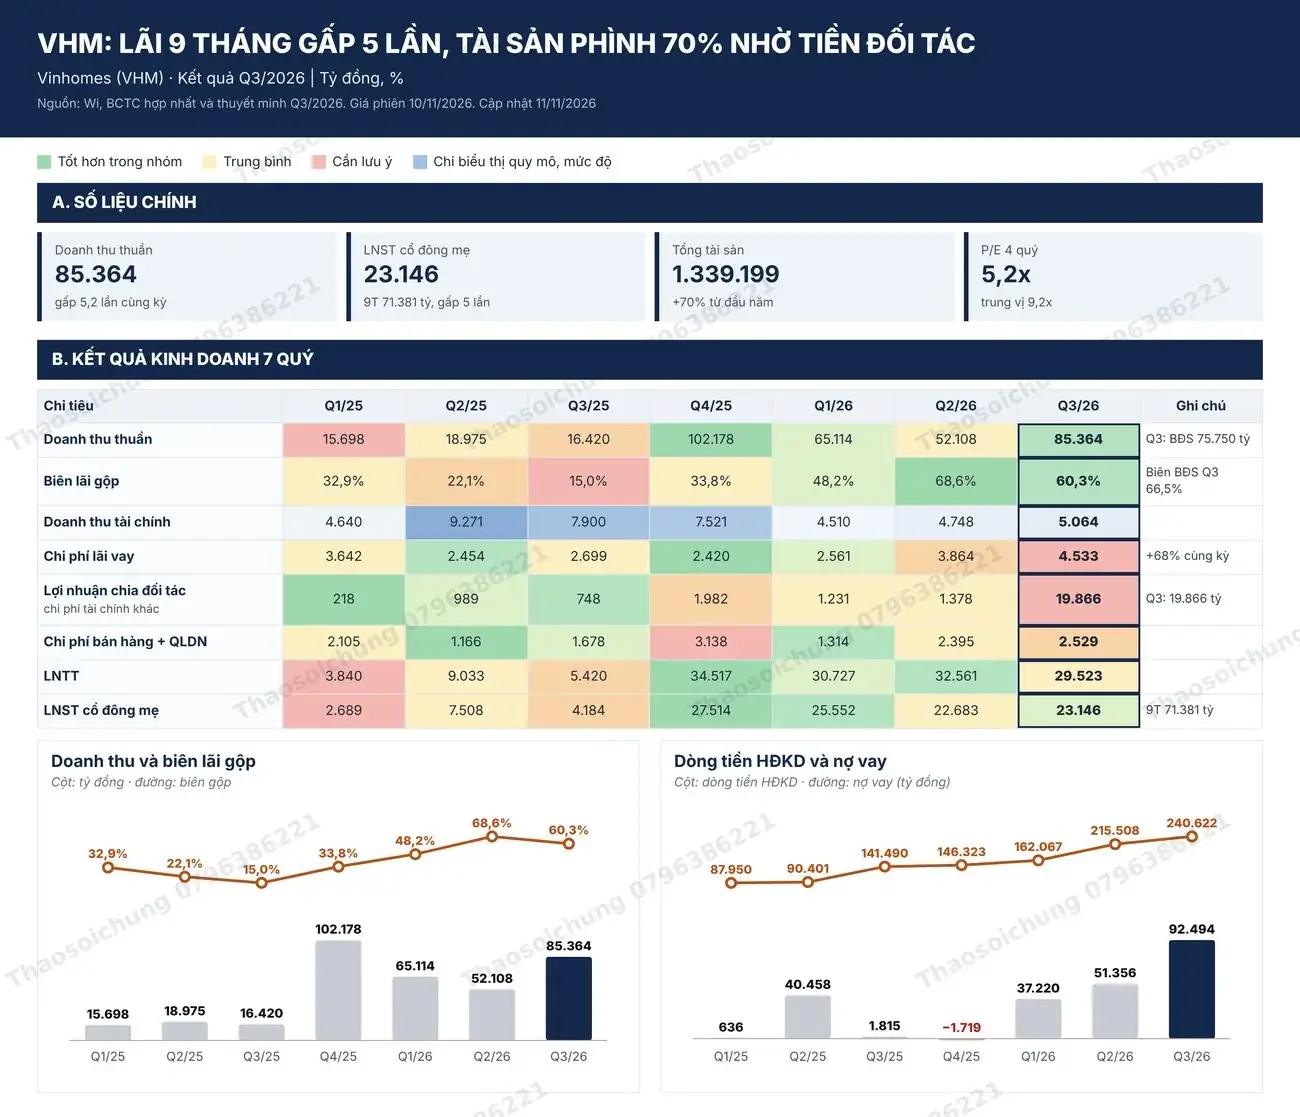 VHM: LÃI 9 THÁNG GẤP 5 LẦN, TÀI SẢN PHÌNH 70% NHỜ TIỀN ĐỐI TÁC
Vinhomes (VHM) · Kết quả Q3/2026 | Tỷ đồng, %
Nguồn: Wi, BCTC hợp nhất và thuyết minh Q3/2026. Giá phiên 10/11/2026. Cập nhật 11/11/2026
Tốt hơn trong nhóm Trung bình Cần lưu ý Chỉ biểu thị quy mô, mức độ
A. SỐ LIỆU CHÍNH
Doanh thu thuần
85.364
gấp 5,2 lần cùng kỳ
LNST cổ đông mẹ
23.146
9T 71.381 tỷ, gấp 5 lần
Tổng tài sản
1.339.199
+70% từ đầu năm
P/E 4 quý
5,2x
trung vị 9,2x
B. KẾT QUẢ KINH DOANH 7 QUÝ
Chỉ tiêu Q1/25 Q2/25 Q3/25 Q4/25 Q1/26 Q2/26 Q3/26 Ghi chú
Doanh thu thuần 15.698 18.975 16.420 102.178 65.114 52.108 85.364 Q3: BĐS 75.750 tỷ
Biên lãi gộp 32,9% 22,1% 15,0% 33,8% 48,2% 68,6% 60,3% Biên BĐS Q3
66,5%
Doanh thu tài chính 4.640 9.271 7.900 7.521 4.510 4.748 5.064
Chi phí lãi vay 3.642 2.454 2.699 2.420 2.561 3.864 4.533 +68% cùng kỳ
Lợi nhuận chia đối tác
chi phí tài chính khác
218 989 748 1.982 1.231 1.378 19.866 Q3: 19.866 tỷ
Chi phí bán hàng + QLDN 2.105 1.166 1.678 3.138 1.314 2.395 2.529
LNTT 3.840 9.033 5.420 34.517 30.727 32.561 29.523
LNST cổ đông mẹ 2.689 7.508 4.184 27.514 25.552 22.683 23.146 9T 71.381 tỷ
Doanh thu và biên lãi gộp
Cột: tỷ đồng · đường: biên gộp
32,9% 22,1% 15,0% 33,8% 48,2% 68,6% 60,3%
15.698 18.975 16.420 102.178 65.114 52.108 85.364
Q1/25 Q2/25 Q3/25 Q4/25 Q1/26 Q2/26 Q3/26
Dòng tiền HĐKD và nợ vay
Cột: dòng tiền HĐKD · đường: nợ vay (tỷ đồng)
87.950 90.401 141.490 146.323 162.067 215.508 240.622
636 40.458 1.815 −1.719 37.220 51.356 92.494
Q1/25 Q2/25 Q3/25 Q4/25 Q1/26 Q2/26 Q3/26
Thaosoichung 0796386221